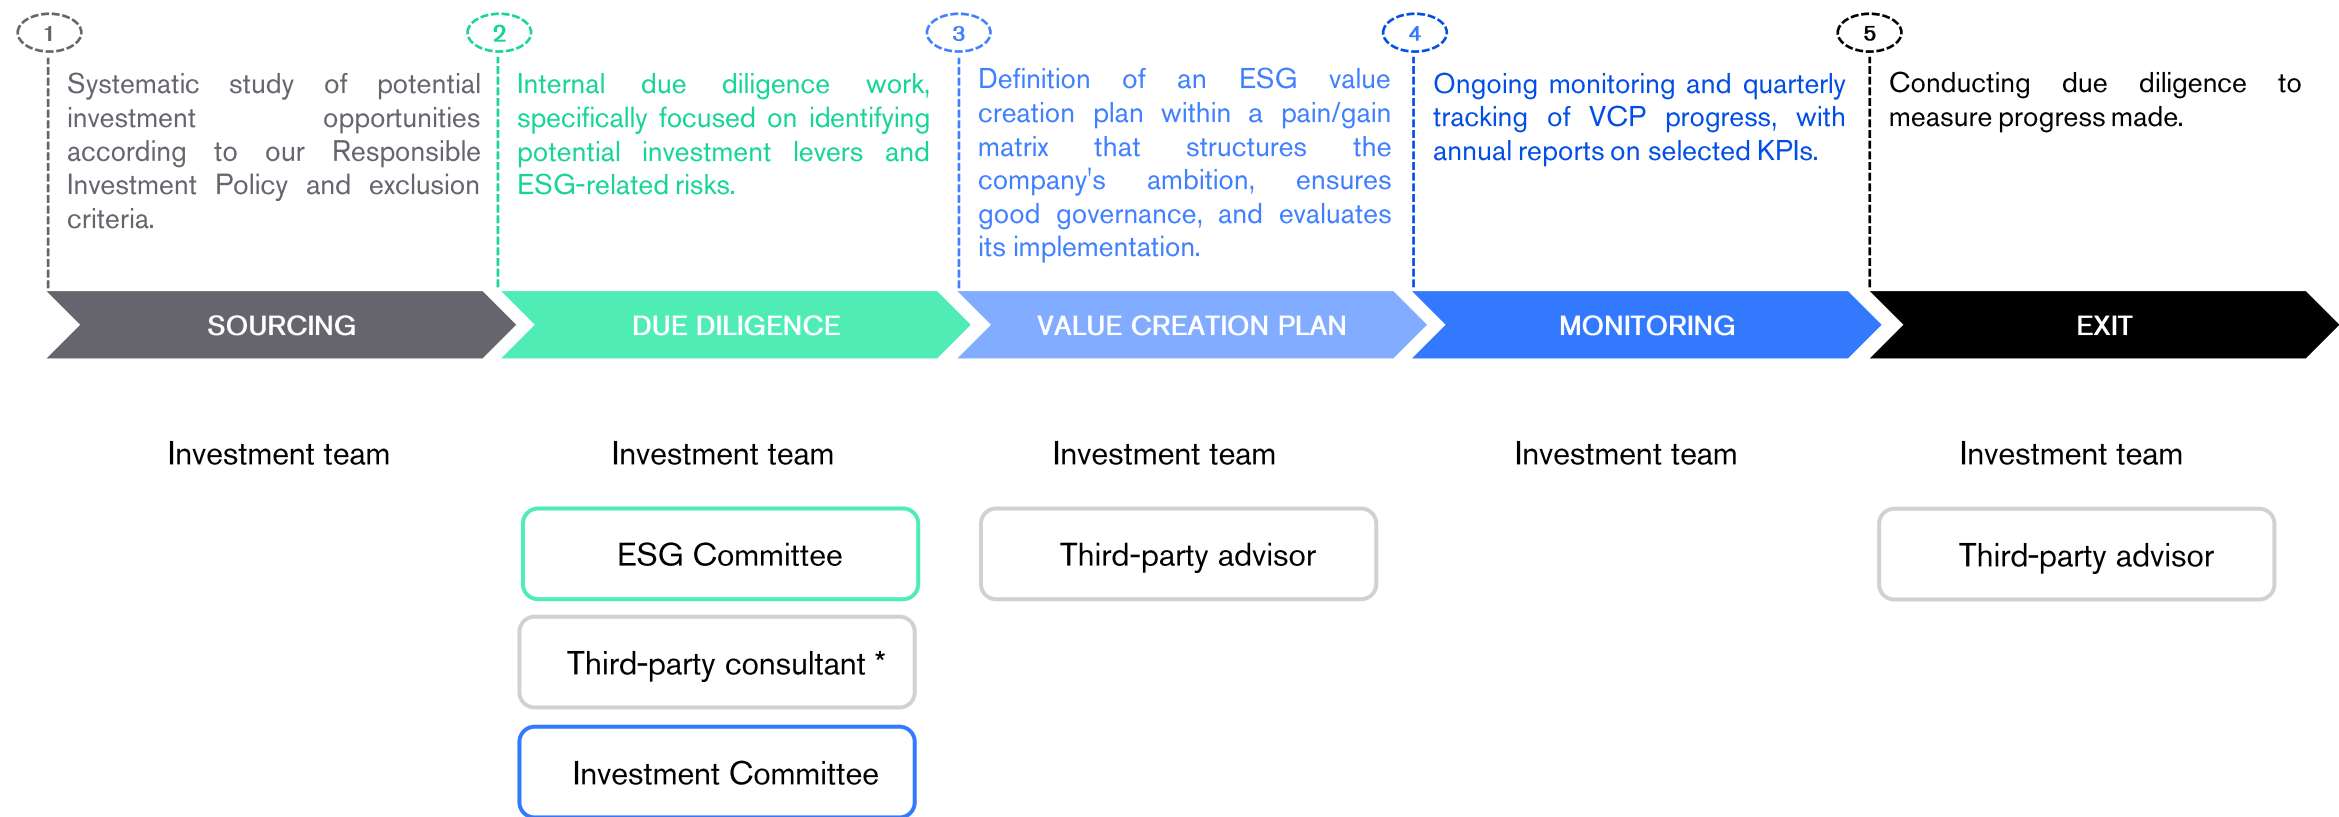 1
Systematic study of potential
investment opportunities
according to our Responsible
Investment Policy and exclusion
criteria.
2
Internal due diligence work,
specifically focused on identifying
potential investment levers and
ESG-related risks.
3
Definition of an ESG value
creation plan within a pain/gain
matrix that structures the
company's ambition, ensures
good governance, and evaluates
its implementation.
4
Ongoing monitoring and quarterly
tracking of VCP progress, with
annual reports on selected KPIs.
5
Conducting due diligence to
measure progress made.
SOURCING
DUE DILIGENCE
VALUE CREATION PLAN
MONITORING
EXIT
Investment team
Investment team
Investment team
Investment team
Investment team
ESG Committee
Third-party advisor
Third-party advisor
Third-party consultant *
Investment Committee